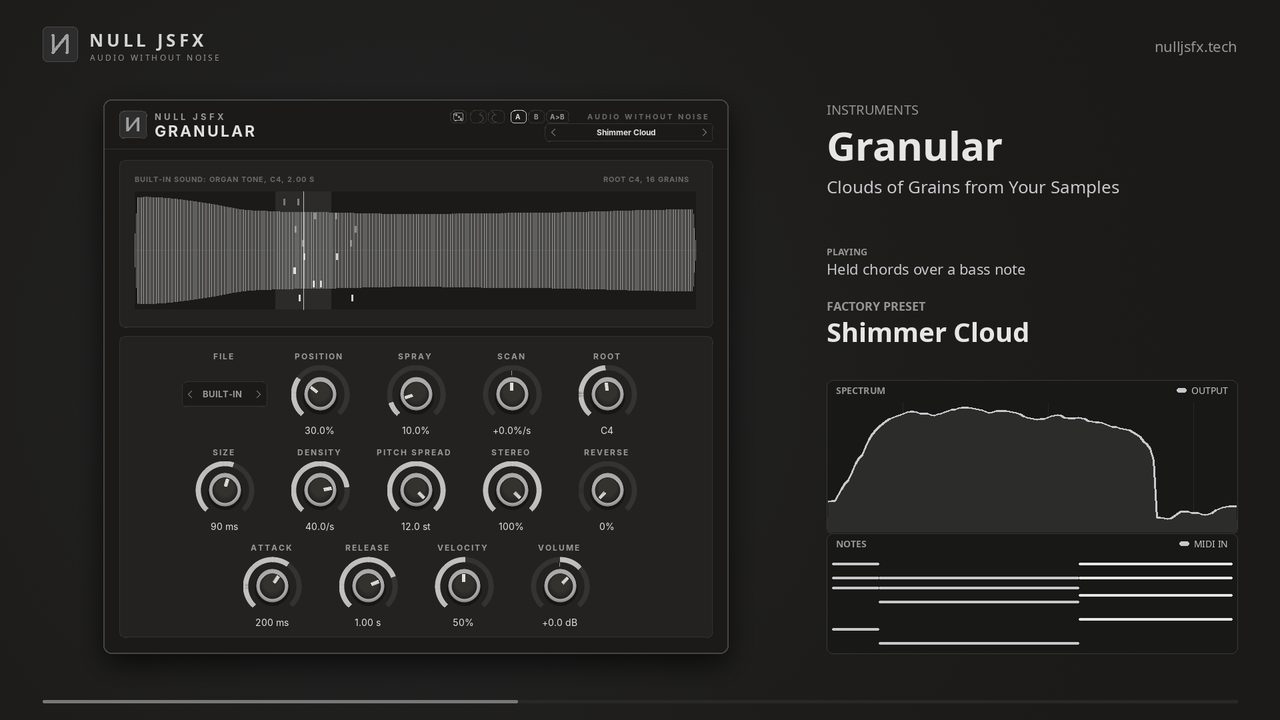 NULL JSFX
AUDIO WITHOUT NOISE
nulljsfx.tech
NULL JSFX
GRANULAR
A
B
A>B
AUDIO WITHOUT NOISE
Shimmer Cloud
BUILT-IN SOUND: ORGAN TONE, C4, 2.00 S
ROOT C4, 16 GRAINS
FILE
POSITION
SPRAY
SCAN
ROOT
BUILT-IN
30.0%
10.0%
+0.0%/s
C4
SIZE
DENSITY
PITCH SPREAD
STEREO
REVERSE
90 ms
40.0/s
12.0 st
100%
0%
ATTACK
RELEASE
VELOCITY
VOLUME
200 ms
1.00 s
50%
+0.0 dB
INSTRUMENTS
Granular
Clouds of Grains from Your Samples
PLAYING
Held chords over a bass note
FACTORY PRESET
Shimmer Cloud
SPECTRUM
OUTPUT
NOTES
MIDI IN